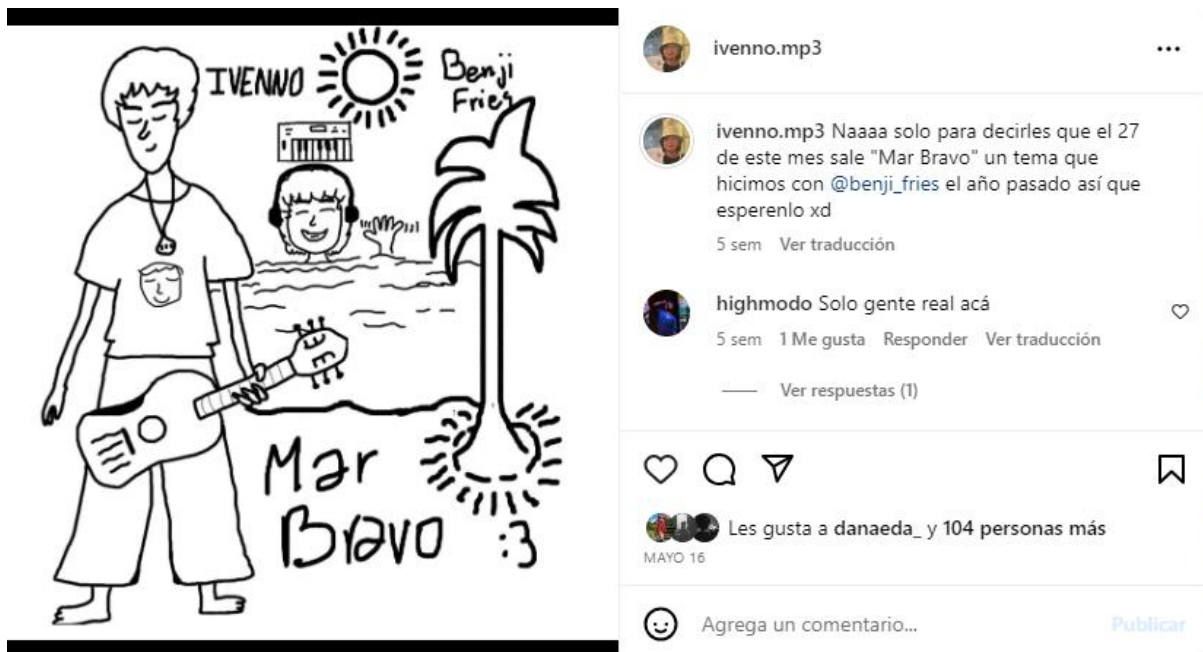 IVENNO
Benji
Fries
Mar
Bravo :3
ivenno.mp3
ivenno.mp3 Naaaa solo para decirles que el 27
de este mes sale "Mar Bravo" un tema que
hicimos con @benji_fries el año pasado así que
esperenlo xd
5 sem Ver traducción
highmodo Solo gente real acá
5 sem 1 Me gusta Responder Ver traducción
Ver respuestas (1)
Les gusta a danaeda_ y 104 personas más
MAYO 16
Agrega un comentario...
Publicar